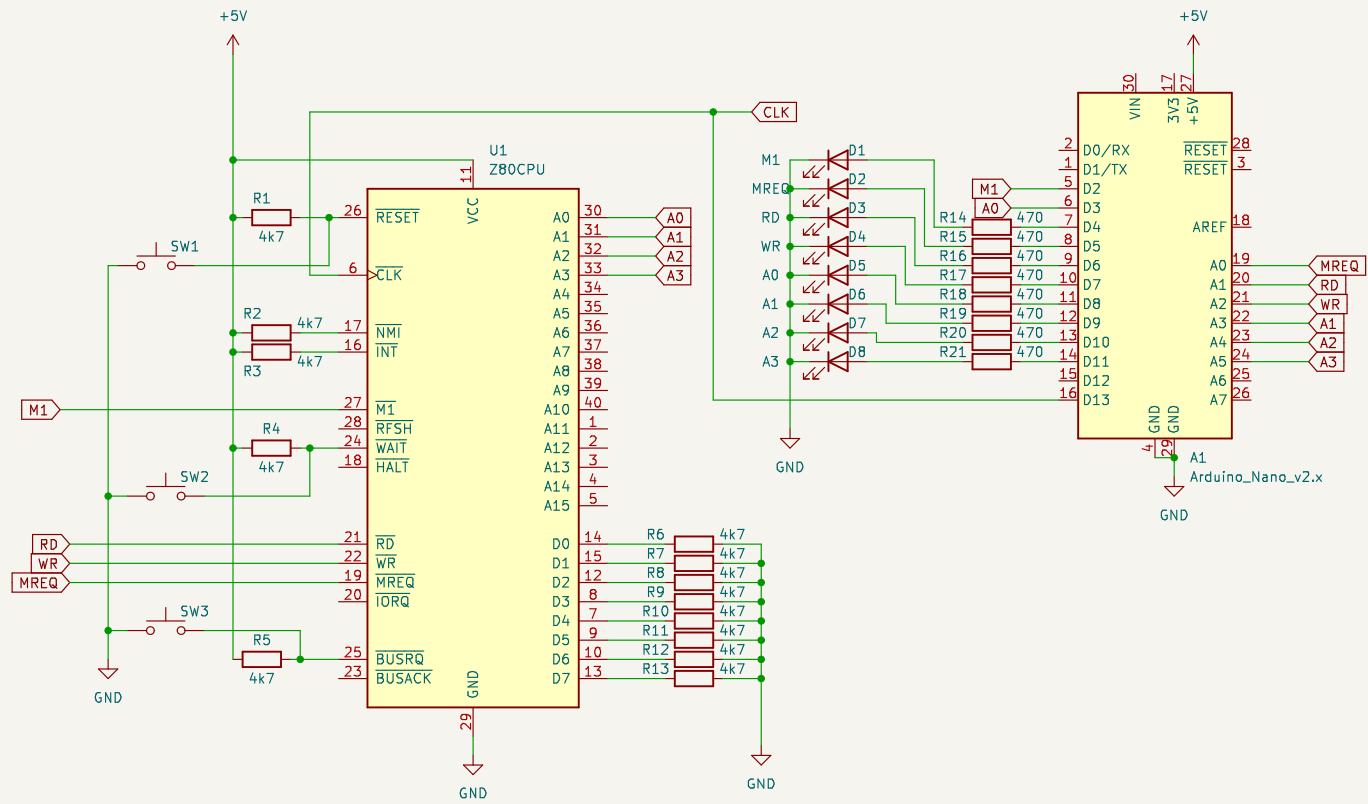 +5V
+5V
CLK
U1
Z80CPU
R1
4k7
SW1
R2
4k7
R3
4k7
R4
4k7
SW2
SW3
R5
4k7
GND
M1
RD
WR
MREQ
11
VCC
26 RESET
6 CLK
17 NMI
16 INT
27 M1
28 RFSH
24 WAIT
18 HALT
21 RD
22 WR
19 MREQ
20 IORQ
25 BUSRQ
23 BUSACK
GND
29
GND
A0 30 A0
A1 31 A1
A2 32 A2
A3 33 A3
A4 34
A5 35
A6 36
A7 37
A8 38
A9 39
A10 40
A11 1
A12 2
A13 3
A14 4
A15 5
D0 14 R6 4k7
D1 15 R7 4k7
D2 12 R8 4k7
D3 8 R9 4k7
D4 7 R10 4k7
D5 9 R11 4k7
D6 10 R12 4k7
D7 13 R13 4k7
GND
M1 D1
MREQ D2
RD D3
WR D4
A0 D5
A1 D6
A2 D7
A3 D8
GND
M1
A0
R14 470
R15 470
R16 470
R17 470
R18 470
R19 470
R20 470
R21 470
30 17 27
VIN 3V3 +5V
2 D0/RX
1 D1/TX
5 D2
6 D3
7 D4
8 D5
9 D6
10 D7
11 D8
12 D9
13 D10
14 D11
15 D12
16 D13
RESET 28
RESET 3
AREF 18
A0 19 MREQ
A1 20 RD
A2 21 WR
A3 22 A1
A4 23 A2
A5 24 A3
A6 25
A7 26
GND GND
4 29
A1
Arduino_Nano_v2.x
GND